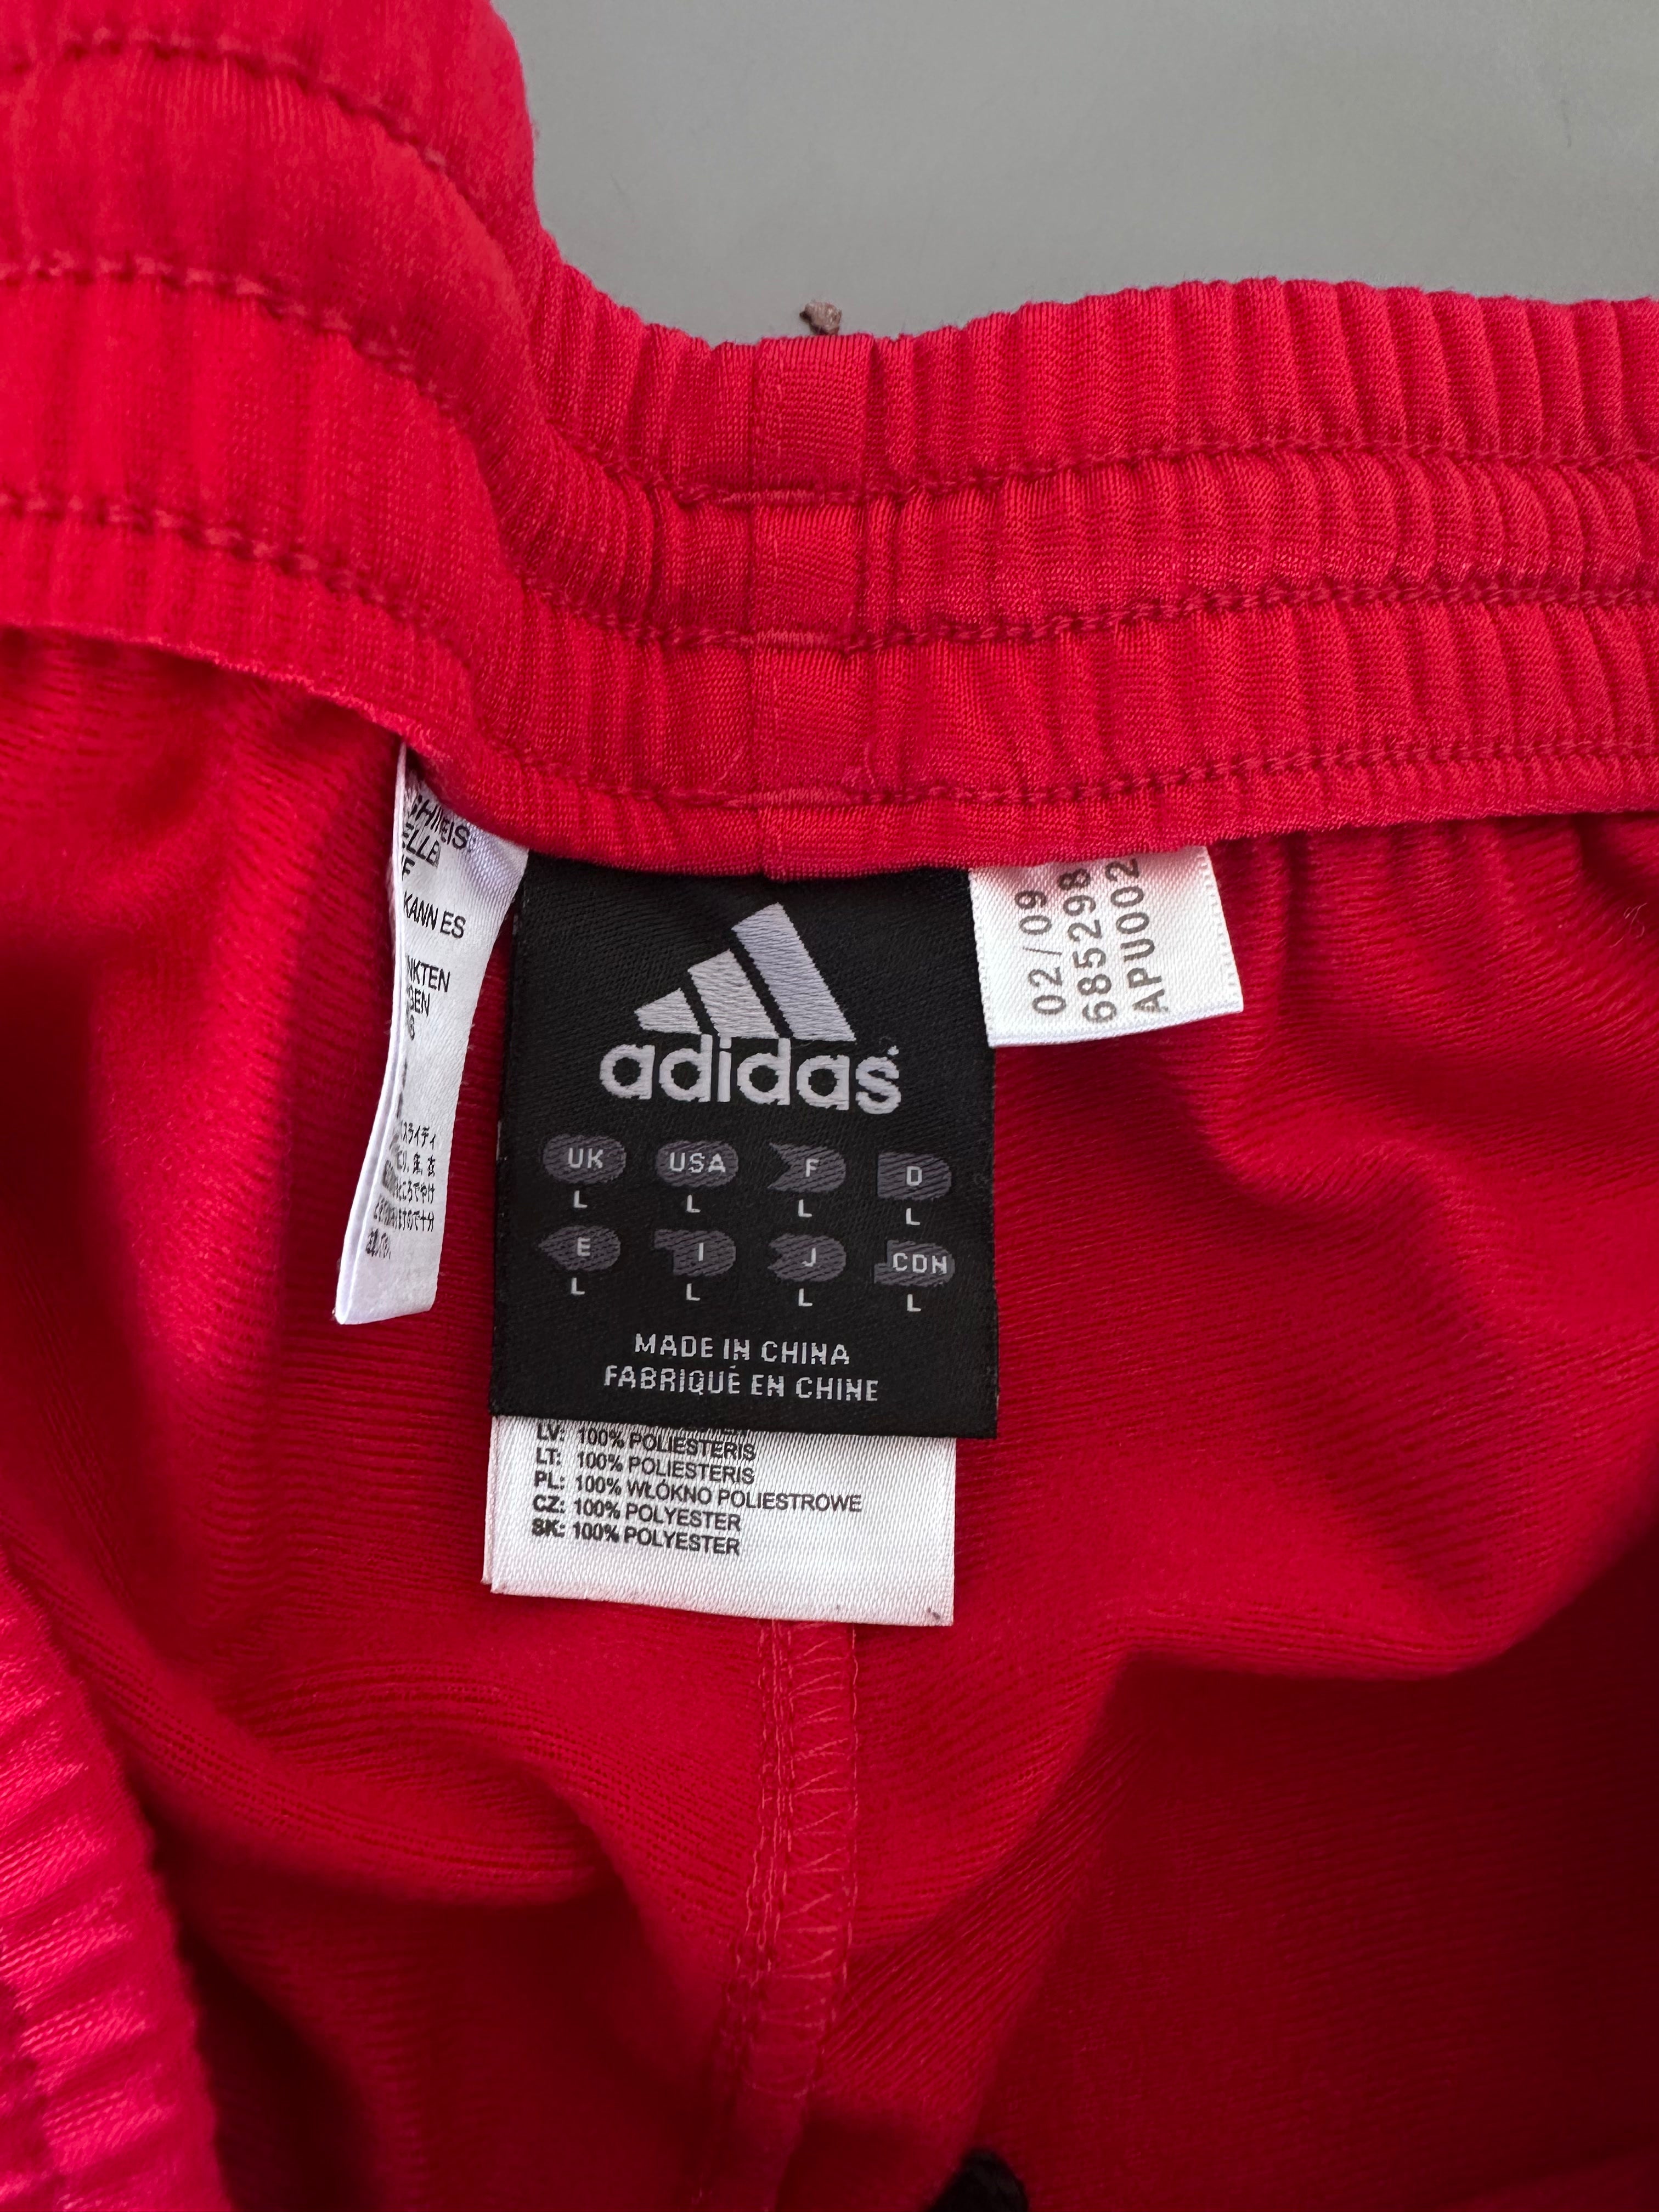 KANN ES
adidas
UK USA F D
L L L L
E I J CDN
L L L L
MADE IN CHINA
FABRIQUÉ EN CHINE
LV: 100% POLIESTERIS
LT: 100% POLIESTERIS
PL: 100% WŁÓKNO POLIESTROWE
CZ: 100% POLYESTER
SK: 100% POLYESTER
02/09
685298
APU002